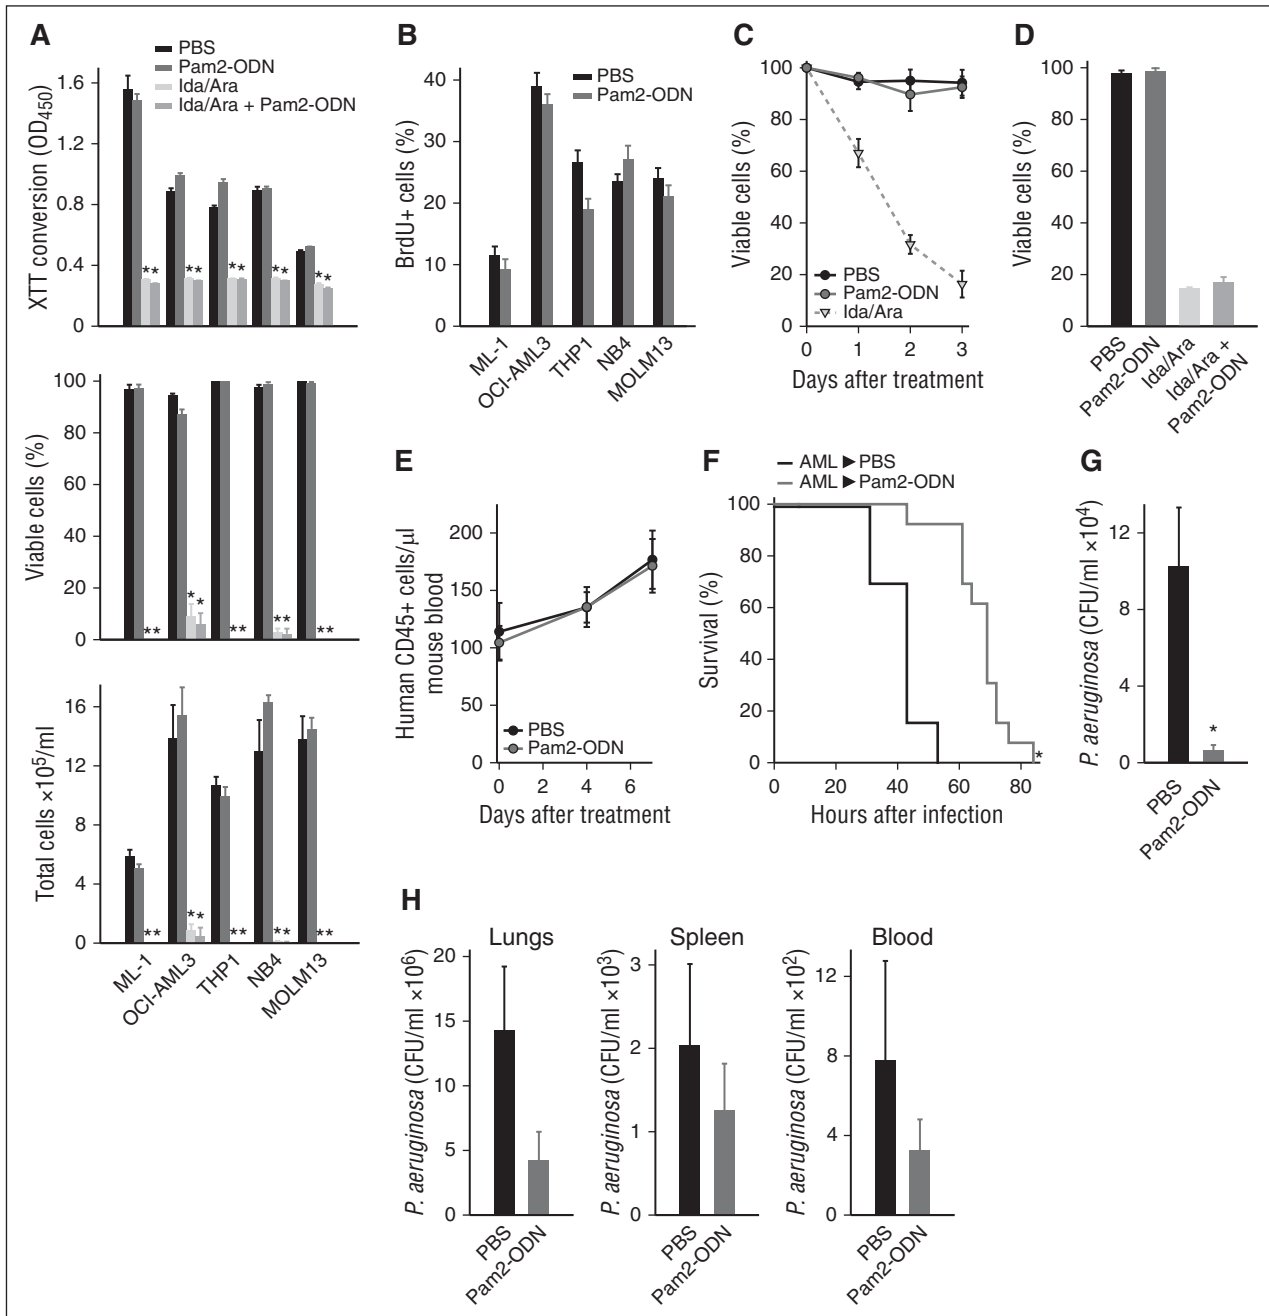 A
PBS
Pam2-ODN
Ida/Ara
Ida/Ara + Pam2-ODN
XTT conversion (OD450)
1.6
1.2
0.8
0.4
0
** ** ** ** **
Viable cells (%)
100
80
60
40
20
0
** ** ** ** **
Total cells ×10⁵/ml
16
12
8
4
0
** ** ** ** **
ML-1
OCI-AML3
THP1
NB4
MOLM13
B
PBS
Pam2-ODN
BrdU+ cells (%)
40
30
20
10
0
ML-1
OCI-AML3
THP1
NB4
MOLM13
C
Viable cells (%)
100
80
60
40
20
0
PBS
Pam2-ODN
Ida/Ara
0 1 2 3
Days after treatment
D
Viable cells (%)
100
80
60
40
20
0
PBS
Pam2-ODN
Ida/Ara
Ida/Ara +
Pam2-ODN
E
Human CD45+ cells/µl
mouse blood
200
150
100
50
0
PBS
Pam2-ODN
0 2 4 6
Days after treatment
F
AML ▶ PBS
AML ▶ Pam2-ODN
Survival (%)
100
80
60
40
20
0
*
0 20 40 60 80
Hours after infection
G
P. aeruginosa (CFU/ml ×10⁴)
12
8
4
0
*
PBS
Pam2-ODN
H
Lungs
P. aeruginosa (CFU/ml ×10⁶)
20
15
10
5
0
PBS
Pam2-ODN
Spleen
P. aeruginosa (CFU/ml ×10³)
3
2
1
0
PBS
Pam2-ODN
Blood
P. aeruginosa (CFU/ml ×10²)
12
8
4
0
PBS
Pam2-ODN